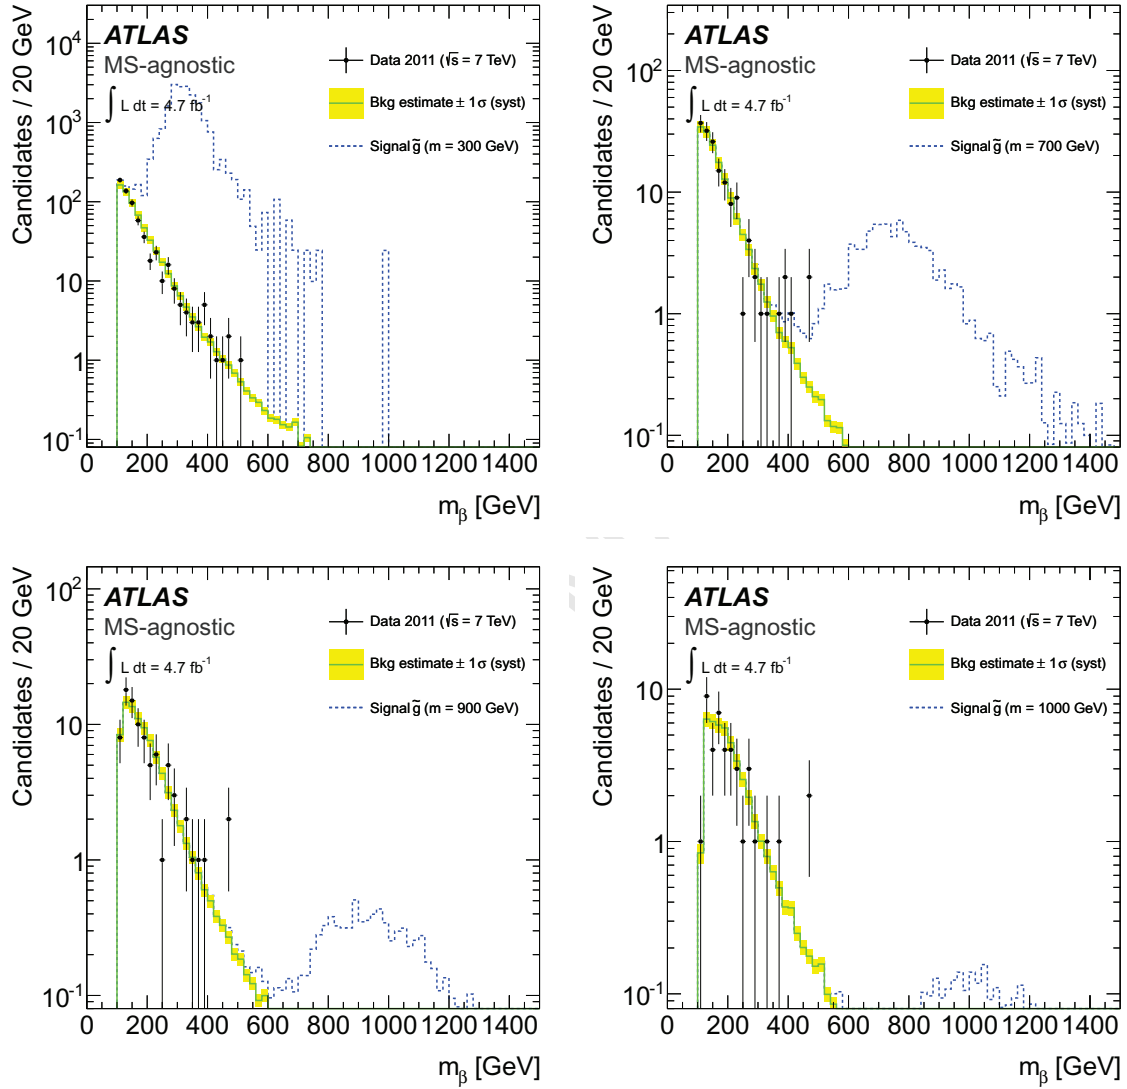 Candidates / 20 GeV
10⁴
10³
10²
10
1
10⁻¹
ATLAS
MS-agnostic
∫ L dt = 4.7 fb⁻¹
Data 2011 (√s = 7 TeV)
Bkg estimate ± 1σ (syst)
Signal g̃ (m = 300 GeV)
0 200 400 600 800 1000 1200 1400
m_β [GeV]
Candidates / 20 GeV
10²
10
1
10⁻¹
ATLAS
MS-agnostic
∫ L dt = 4.7 fb⁻¹
Data 2011 (√s = 7 TeV)
Bkg estimate ± 1σ (syst)
Signal g̃ (m = 700 GeV)
0 200 400 600 800 1000 1200 1400
m_β [GeV]
Candidates / 20 GeV
10²
10
1
10⁻¹
ATLAS
MS-agnostic
∫ L dt = 4.7 fb⁻¹
Data 2011 (√s = 7 TeV)
Bkg estimate ± 1σ (syst)
Signal g̃ (m = 900 GeV)
0 200 400 600 800 1000 1200 1400
m_β [GeV]
Candidates / 20 GeV
10
1
10⁻¹
ATLAS
MS-agnostic
∫ L dt = 4.7 fb⁻¹
Data 2011 (√s = 7 TeV)
Bkg estimate ± 1σ (syst)
Signal g̃ (m = 1000 GeV)
0 200 400 600 800 1000 1200 1400
m_β [GeV]